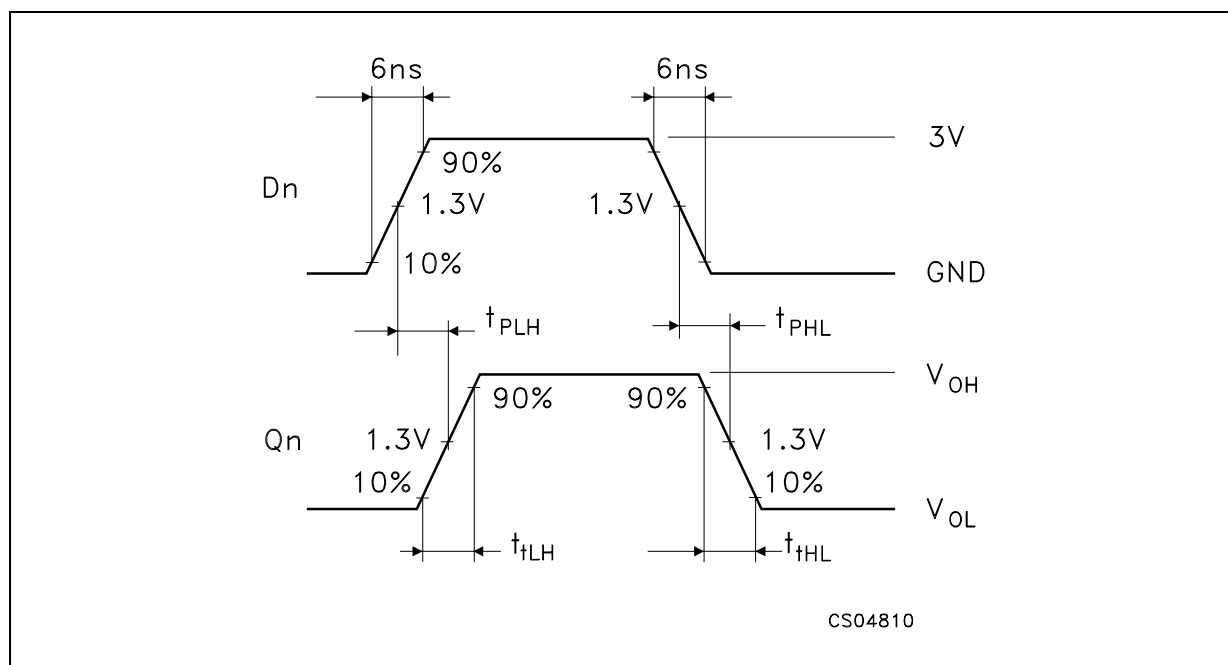 6ns 6ns
3V
90%
Dn 1.3V 1.3V
10% GND
tPLH tPHL
VOH
90% 90%
Qn 1.3V 1.3V
10% 10%
VOL
ttLH ttHL
CS04810